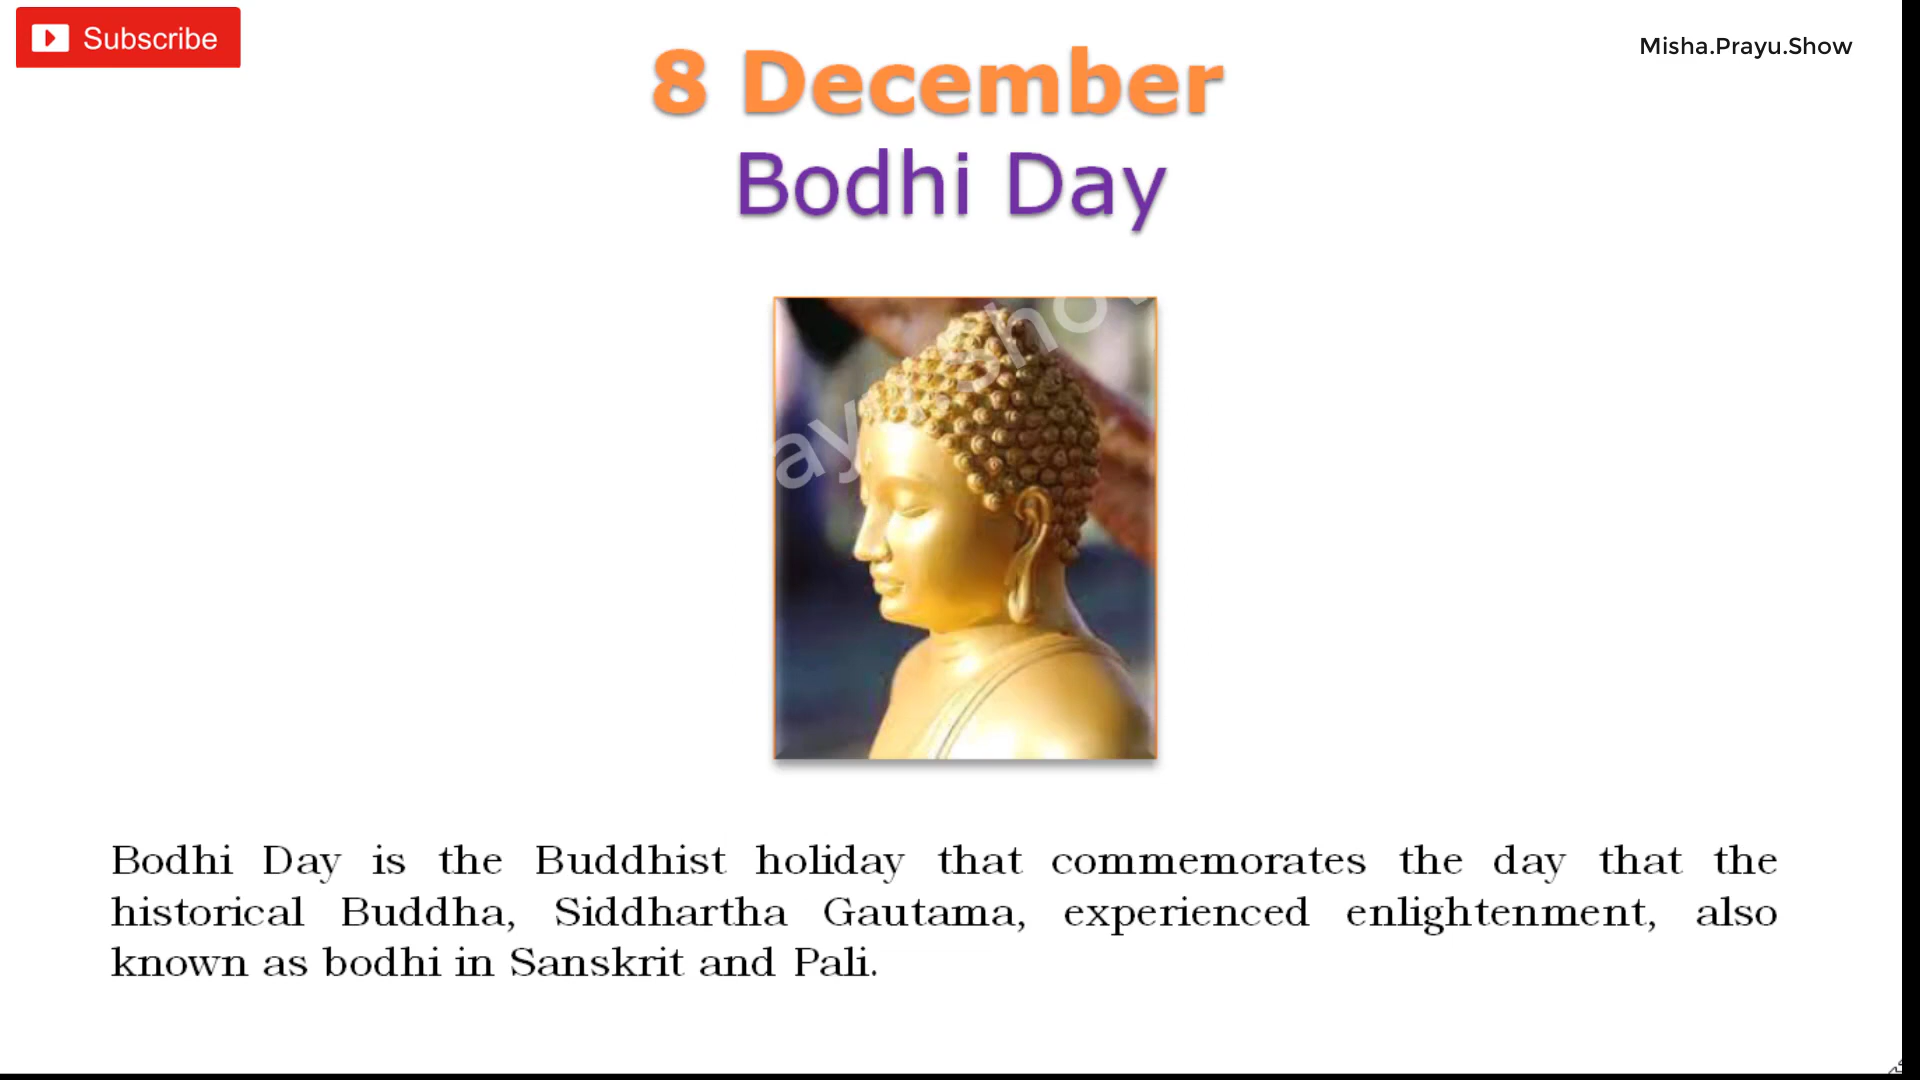 Subscribe
Misha.Prayu.Show
8 December
Bodhi Day
Bodhi Day is the Buddhist holiday that commemorates the day that the
historical Buddha, Siddhartha Gautama, experienced enlightenment, also
known as bodhi in Sanskrit and Pali.